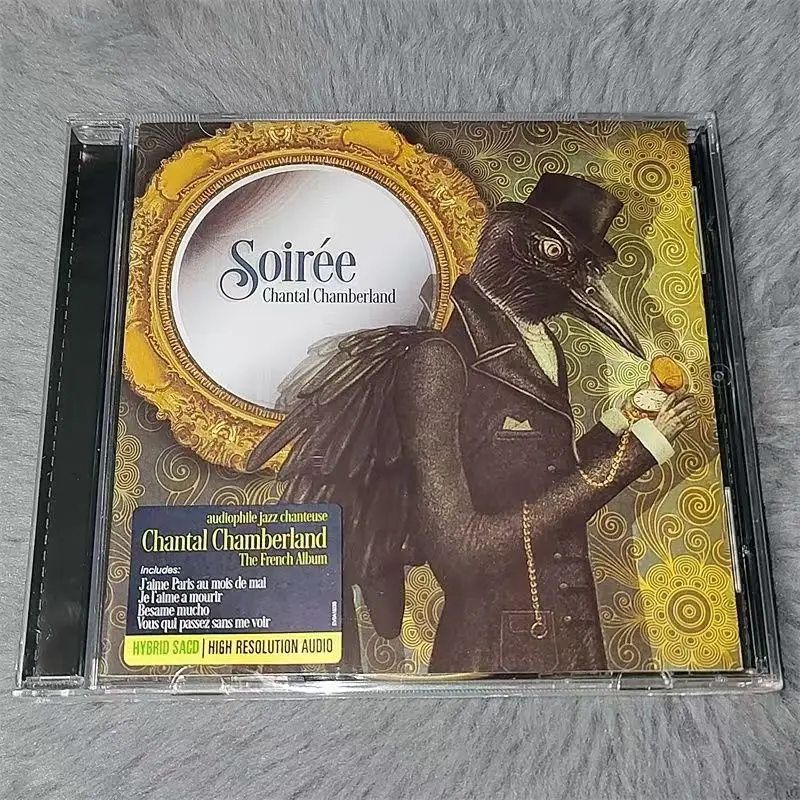 Soirée
Chantal Chamberland
audiophile jazz chanteuse
Chantal Chamberland
The French Album
includes:
J'aime Paris au mois de mai
Je l'aime a mourir
Besame mucho
Vous qui passez sans me voir
HYBRID SACD | HIGH RESOLUTION AUDIO